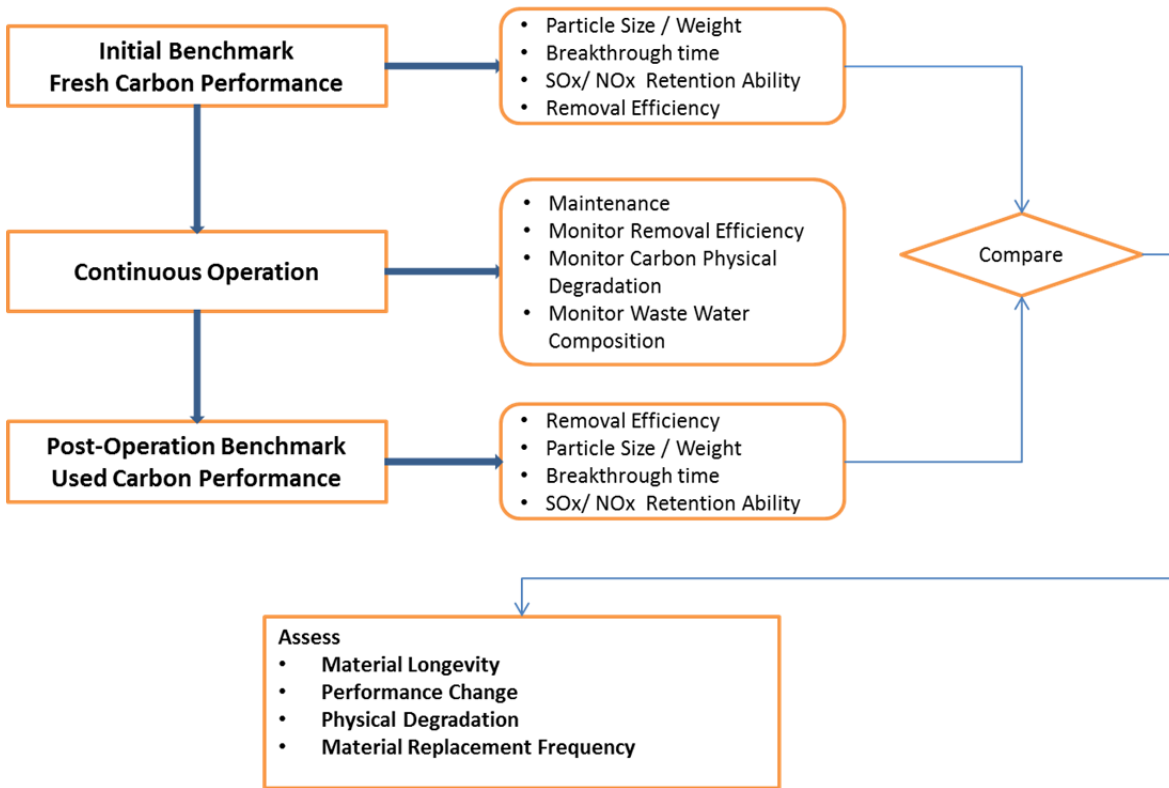 Initial Benchmark
Fresh Carbon Performance
• Particle Size / Weight
• Breakthrough time
• SOx/ NOx  Retention Ability
• Removal Efficiency
Continuous Operation
• Maintenance
• Monitor Removal Efficiency
• Monitor Carbon Physical
Degradation
• Monitor Waste Water
Composition
Compare
Post-Operation Benchmark
Used Carbon Performance
• Removal Efficiency
• Particle Size / Weight
• Breakthrough time
• SOx/ NOx  Retention Ability
Assess
• Material Longevity
• Performance Change
• Physical Degradation
• Material Replacement Frequency